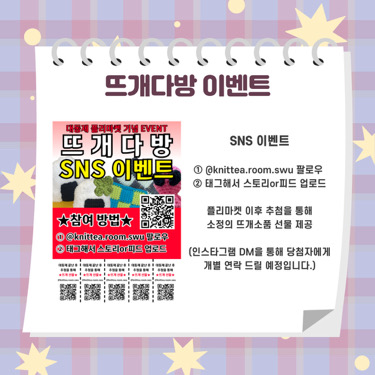 뜨개다방 이벤트
대동제 플리마켓 기념 EVENT
뜨개다방
SNS 이벤트
★참여 방법★
① @knittea.room.swu 팔로우
② 태그해서 스토리or피드 업로드
SNS 이벤트
① @knittea.room.swu 팔로우
② 태그해서 스토리or피드 업로드
플리마켓 이후 추첨을 통해
소정의 뜨개소품 선물 제공
(인스타그램 DM을 통해 당첨자에게
개별 연락 드릴 예정입니다.)